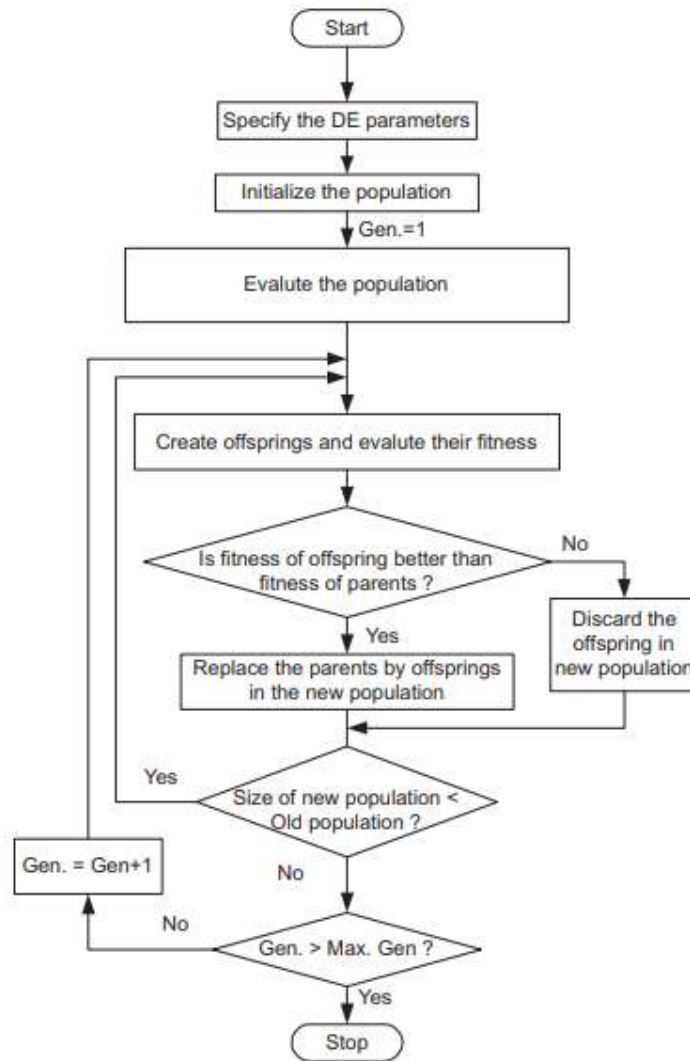 Start
Specify the DE parameters
Initialize the population
Gen.=1
Evalute the population
Create offsprings and evalute their fitness
Is fitness of offspring better than
fitness of parents ?
No
Yes
Discard the
offspring in
new population
Replace the parents by offsprings
in the new population
Yes
Size of new population <
Old population ?
Gen. = Gen+1
No
No
Gen. > Max. Gen ?
Yes
Stop